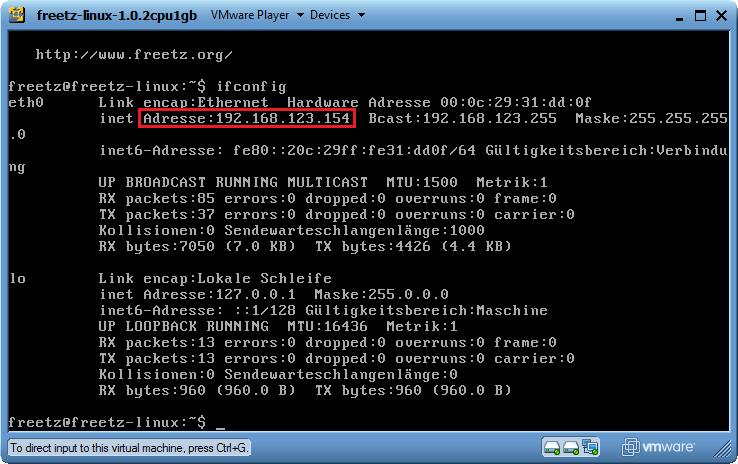 freetz-linux-1.0.2cpu1gb VMware Player Devices
http://www.freetz.org/
freetz@freetz-linux:~$ ifconfig
eth0 Link encap:Ethernet Hardware Adresse 00:0c:29:31:dd:0f
inet Adresse:192.168.123.154 Bcast:192.168.123.255 Maske:255.255.255
.0
inet6-Adresse: fe80::20c:29ff:fe31:dd0f/64 Gültigkeitsbereich:Verbindu
ng
UP BROADCAST RUNNING MULTICAST MTU:1500 Metrik:1
RX packets:85 errors:0 dropped:0 overruns:0 frame:0
TX packets:37 errors:0 dropped:0 overruns:0 carrier:0
Kollisionen:0 Sendewarteschlangenlänge:1000
RX bytes:7050 (7.0 KB) TX bytes:4426 (4.4 KB)
lo Link encap:Lokale Schleife
inet Adresse:127.0.0.1 Maske:255.0.0.0
inet6-Adresse: ::1/128 Gültigkeitsbereich:Maschine
UP LOOPBACK RUNNING MTU:16436 Metrik:1
RX packets:13 errors:0 dropped:0 overruns:0 frame:0
TX packets:13 errors:0 dropped:0 overruns:0 carrier:0
Kollisionen:0 Sendewarteschlangenlänge:0
RX bytes:960 (960.0 B) TX bytes:960 (960.0 B)
freetz@freetz-linux:~$ _
To direct input to this virtual machine, press Ctrl+G. vmware